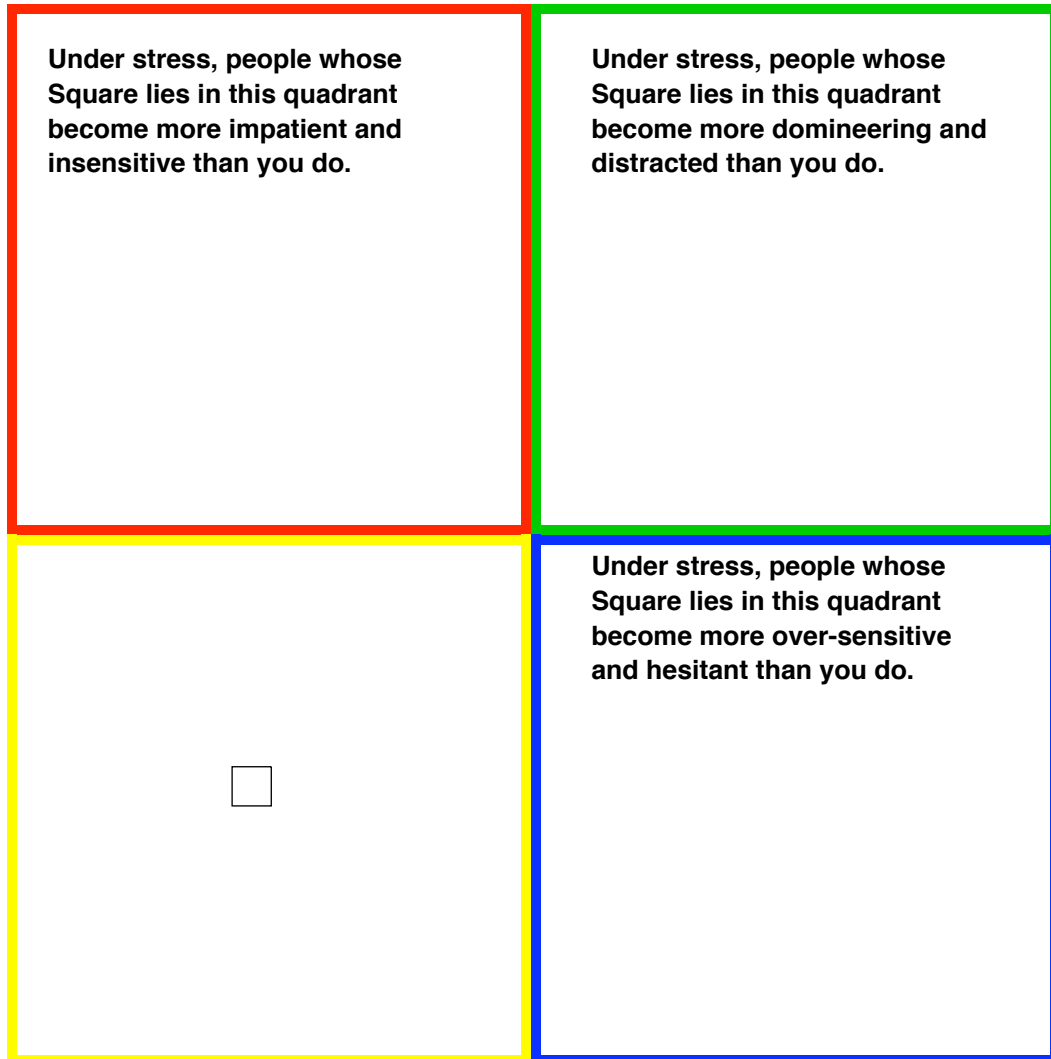 Under stress, people whose
Square lies in this quadrant
become more impatient and
insensitive than you do.
Under stress, people whose
Square lies in this quadrant
become more domineering and
distracted than you do.
Under stress, people whose
Square lies in this quadrant
become more over-sensitive
and hesitant than you do.